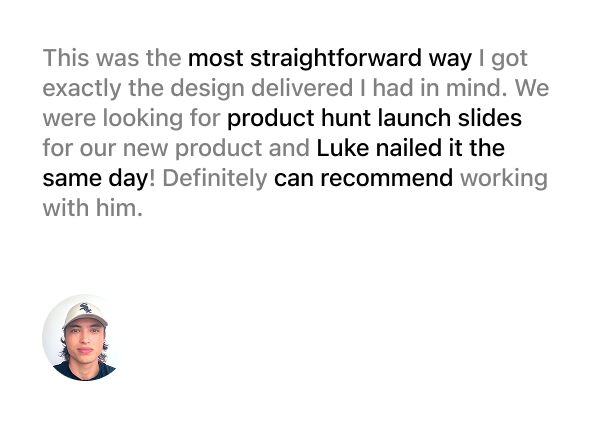 This was the most straightforward way I got
exactly the design delivered I had in mind. We
were looking for product hunt launch slides
for our new product and Luke nailed it the
same day! Definitely can recommend working
with him.